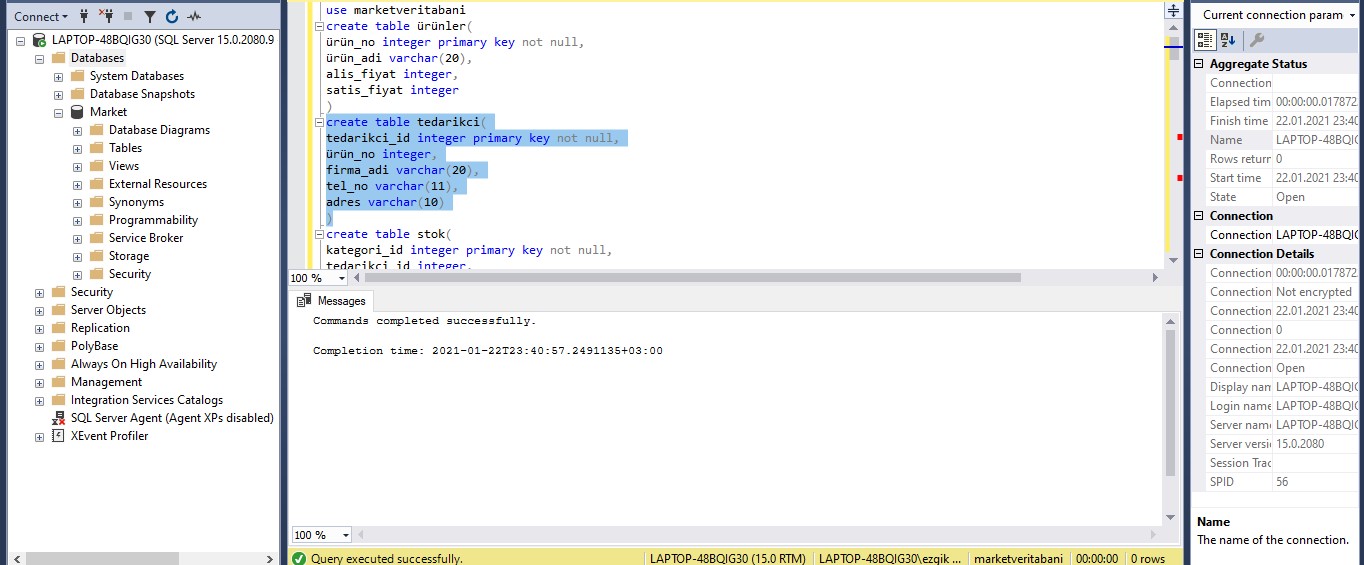 Connect
LAPTOP-48BQIG30 (SQL Server 15.0.2080.9
Databases
System Databases
Database Snapshots
Market
Database Diagrams
Tables
Views
External Resources
Synonyms
Programmability
Service Broker
Storage
Security
Security
Server Objects
Replication
PolyBase
Always On High Availability
Management
Integration Services Catalogs
SQL Server Agent (Agent XPs disabled)
XEvent Profiler
use marketveritabani
create table ürünler(
ürün_no integer primary key not null,
ürün_adi varchar(20),
alis_fiyat integer,
satis_fiyat integer
)
create table tedarikci(
tedarikci_id integer primary key not null,
ürün_no integer,
firma_adi varchar(20),
tel_no varchar(11),
adres varchar(10)
)
create table stok(
kategori_id integer primary key not null,
tedarikci_id integer,
100 %
Messages
Commands completed successfully.
Completion time: 2021-01-22T23:40:57.2491135+03:00
100 %
Query executed successfully.
LAPTOP-48BQIG30 (15.0 RTM)
LAPTOP-48BQIG30\ezgik ...
marketveritabani
00:00:00
0 rows
Current connection param
Aggregate Status
Connection
Elapsed tim 00:00:00.017872
Finish time 22.01.2021 23:40
Name LAPTOP-48BQIG
Rows return 0
Start time 22.01.2021 23:40
State Open
Connection
Connection LAPTOP-48BQIG
Connection Details
Connection 00:00:00.017872
Connection Not encrypted
Connection 22.01.2021 23:40
Connection 0
Connection 22.01.2021 23:40
Connection Open
Display nam LAPTOP-48BQIG
Login name LAPTOP-48BQIG
Server name LAPTOP-48BQIG
Server versi 15.0.2080
Session Trac
SPID 56
Name
The name of the connection.